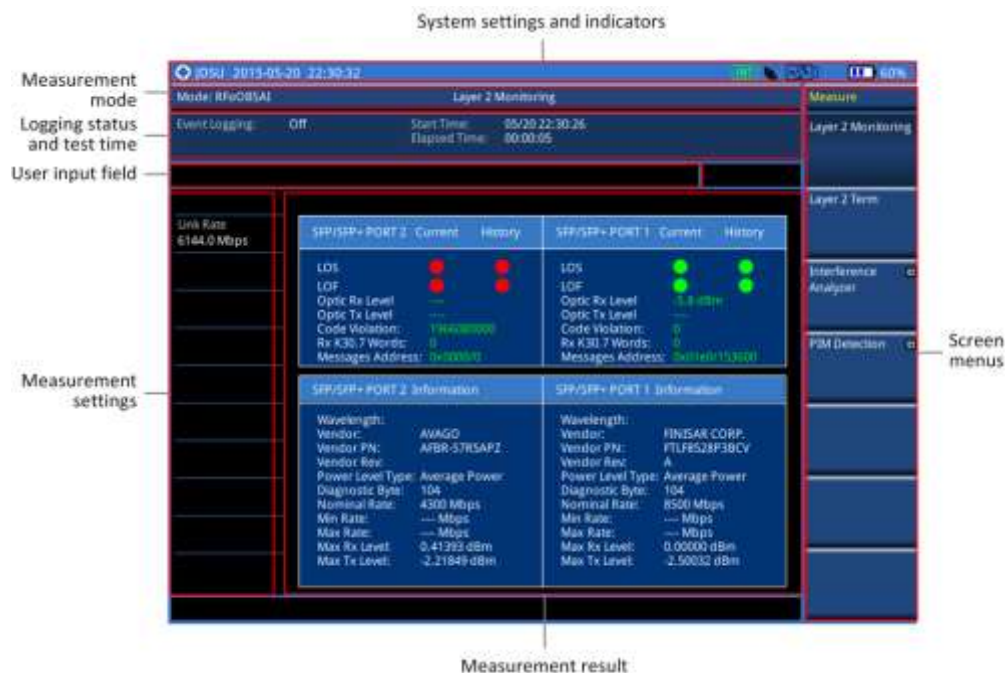 System settings and indicators
JDSU 2015-05-20 22:30:32
60%
Measurement mode
Mode: RFoOBSAI
Layer 2 Monitoring
Measure
Logging status and test time
Event Logging: Off
Start Time: 05/20 22:30:26
Elapsed Time: 00:00:05
Layer 2 Monitoring
User input field
Layer 2 Term
Link Rate
6144.0 Mbps
SFP/SFP+ PORT 2 Current History
SFP/SFP+ PORT 1 Current History
LOS
LOF
Optic Rx Level ---
Optic Tx Level ---
Code Violation: 
Rx K30.7 Words: 0
Messages Address: 0x0000/0
LOS
LOF
Optic Rx Level -5.8 dBm
Optic Tx Level ---
Code Violation: 0
Rx K30.7 Words: 0
Messages Address:
Interference Analyzer
PIM Detection
Screen menus
Measurement settings
SFP/SFP+ PORT 2 Information
SFP/SFP+ PORT 1 Information
Wavelength:
Vendor: AVAGO
Vendor PN: AFBR-57R5APZ
Vendor Rev:
Power Level Type: Average Power
Diagnostic Byte: 104
Nominal Rate: 4300 Mbps
Min Rate: --- Mbps
Max Rate: --- Mbps
Max Rx Level: 0.41393 dBm
Max Tx Level: -2.21849 dBm
Wavelength:
Vendor: FINISAR CORP.
Vendor PN: FTLF8528P3BCV
Vendor Rev: A
Power Level Type: Average Power
Diagnostic Byte: 104
Nominal Rate: 8500 Mbps
Min Rate: --- Mbps
Max Rate: --- Mbps
Max Rx Level: 0.00000 dBm
Max Tx Level: -2.50032 dBm
Measurement result